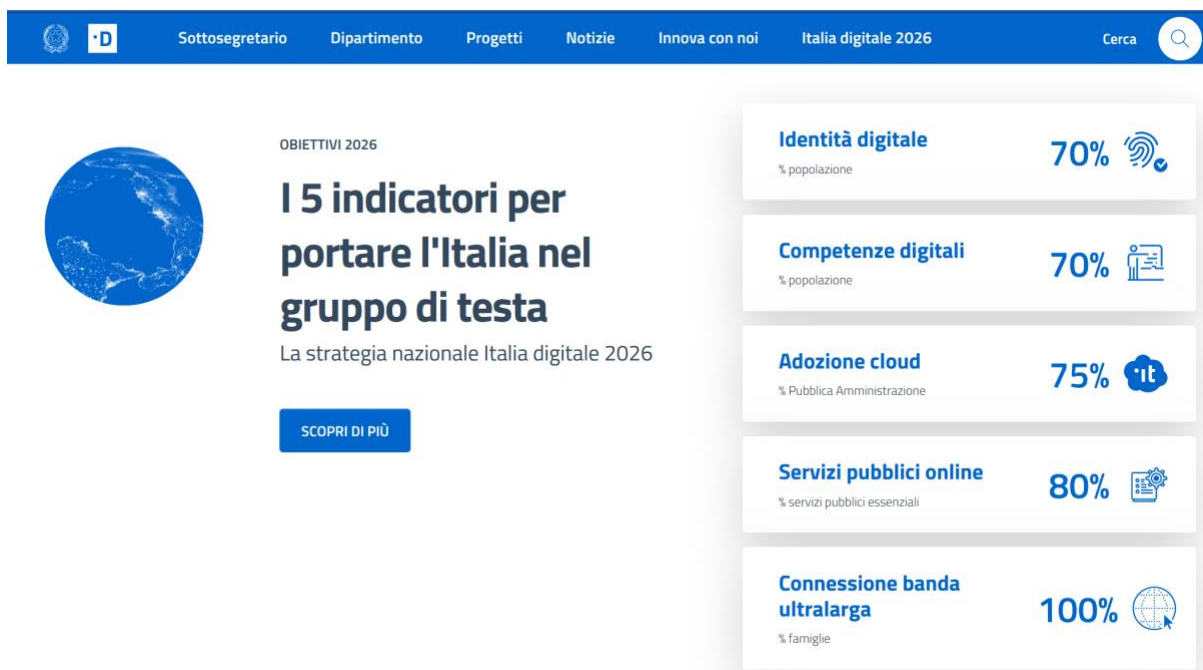 ·D
Sottosegretario
Dipartimento
Progetti
Notizie
Innova con noi
Italia digitale 2026
Cerca
OBIETTIVI 2026
I 5 indicatori per
portare l'Italia nel
gruppo di testa
La strategia nazionale Italia digitale 2026
SCOPRI DI PIÙ
Identità digitale
% popolazione
70%
Competenze digitali
% popolazione
70%
Adozione cloud
% Pubblica Amministrazione
75%
·it
Servizi pubblici online
% servizi pubblici essenziali
80%
Connessione banda
ultralarga
% famiglie
100%